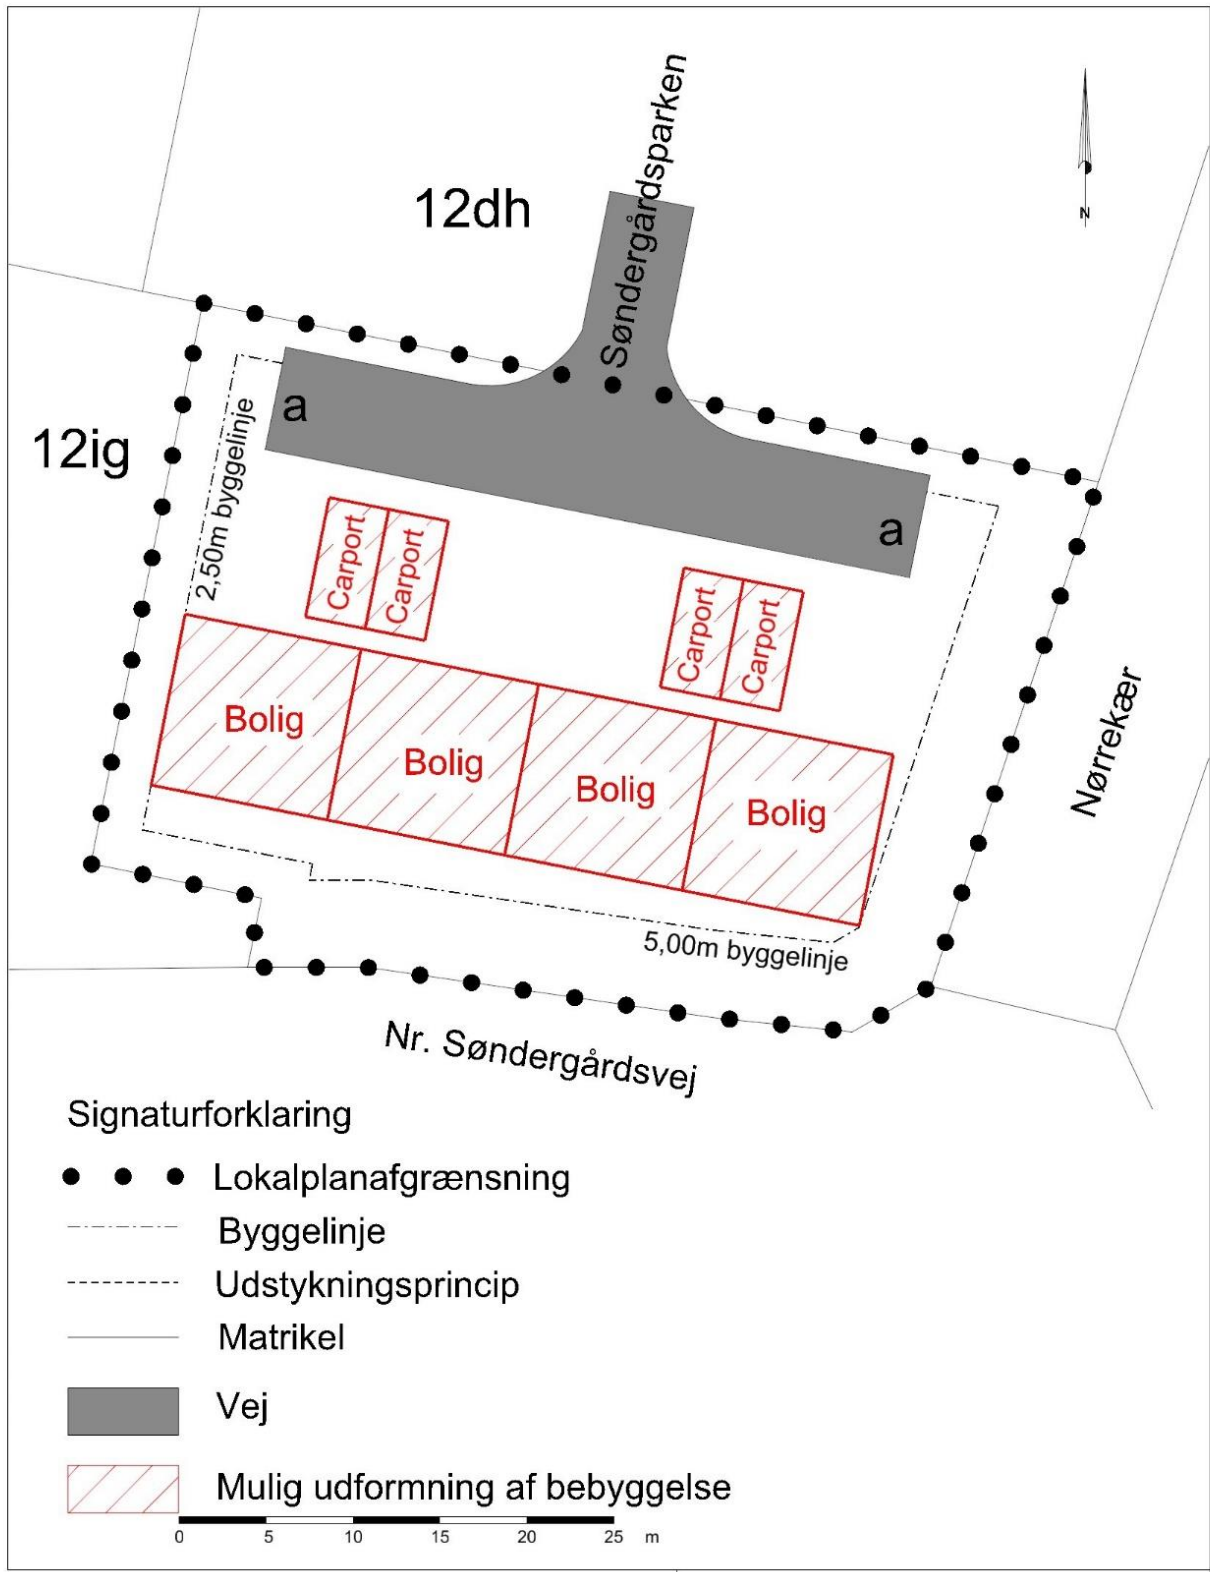 Søndergårdsparken
12dh
N
a
12ig
2,50m byggelinje
a
Carport
Carport
Carport
Carport
Bolig
Bolig
Bolig
Bolig
Nørrekær
5,00m byggelinje
Nr. Søndergårdsvej
Signaturforklaring
Lokalplanafgrænsning
Byggelinje
Udstykningsprincip
Matrikel
Vej
Mulig udformning af bebyggelse
0 5 10 15 20 25 m